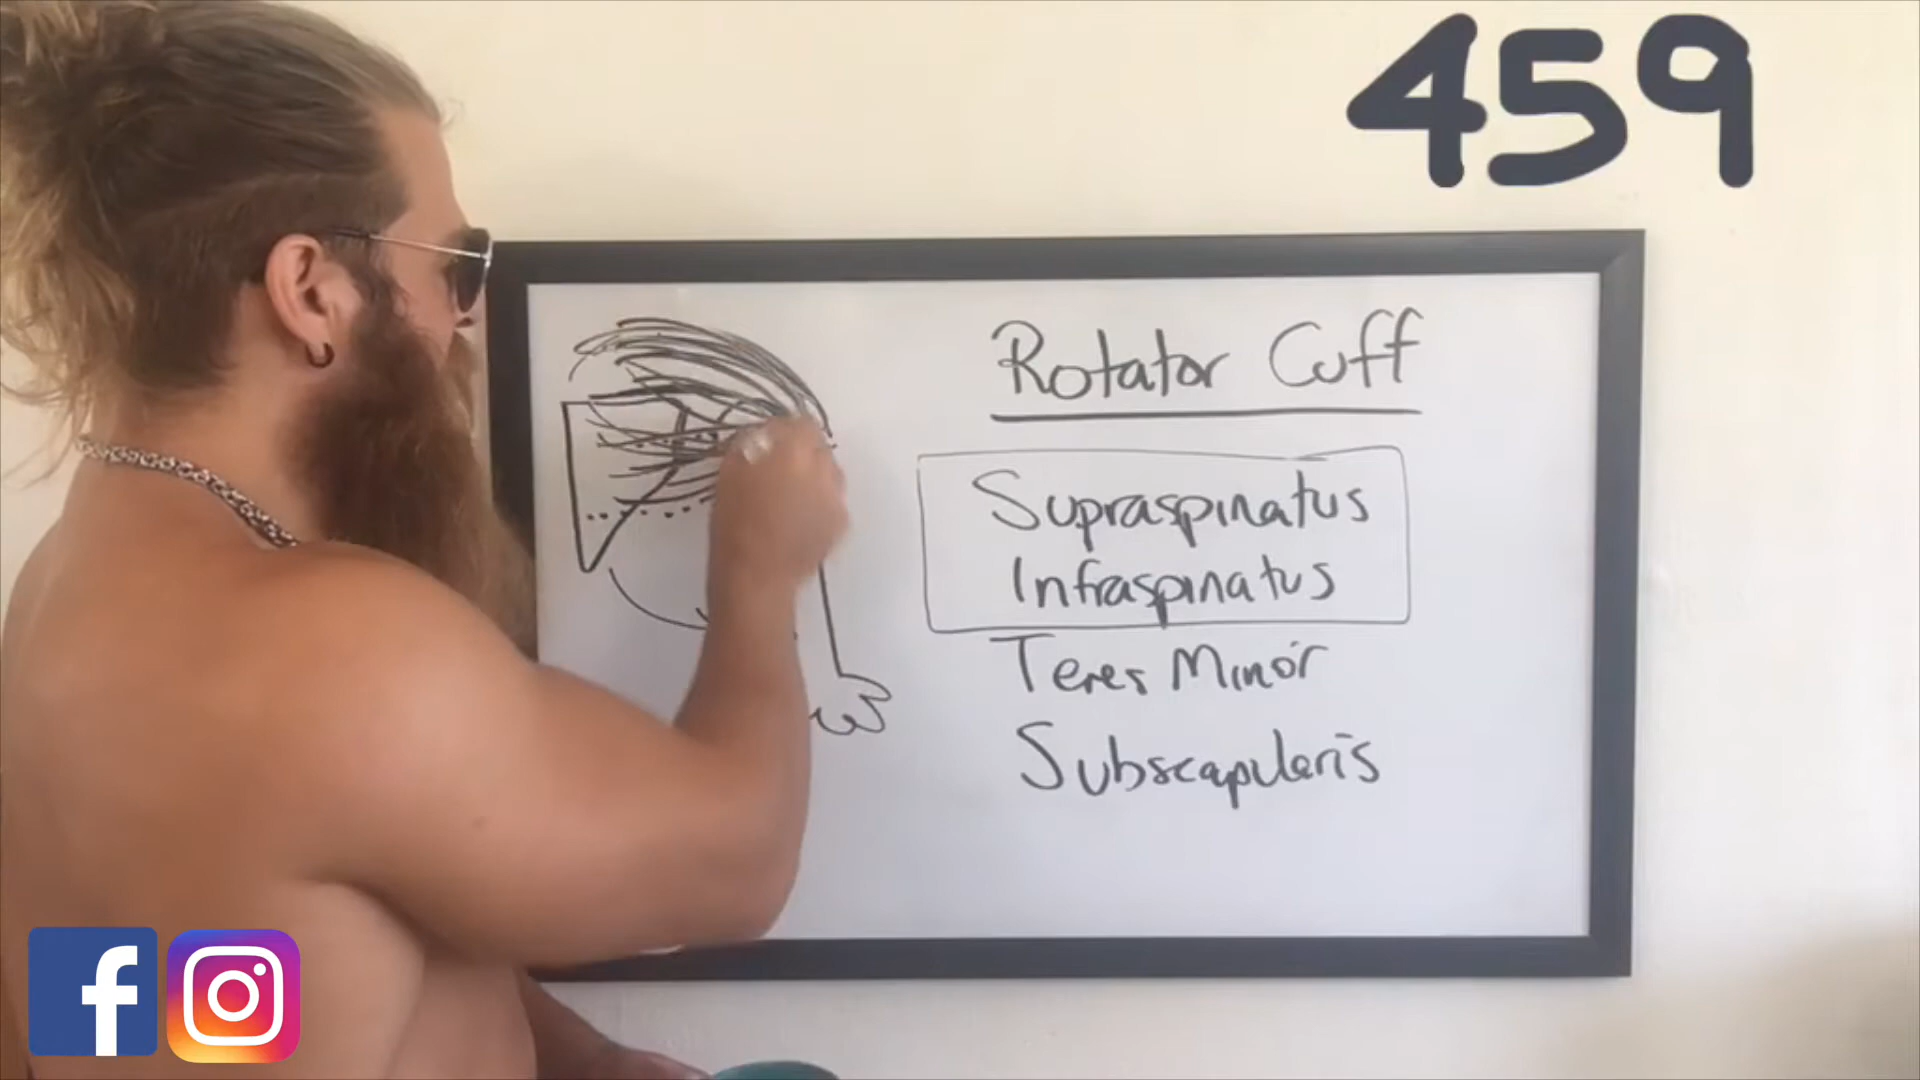 459
Rotator Cuff
Supraspinatus
Infraspinatus
Teres Minor
Subscapularis
f